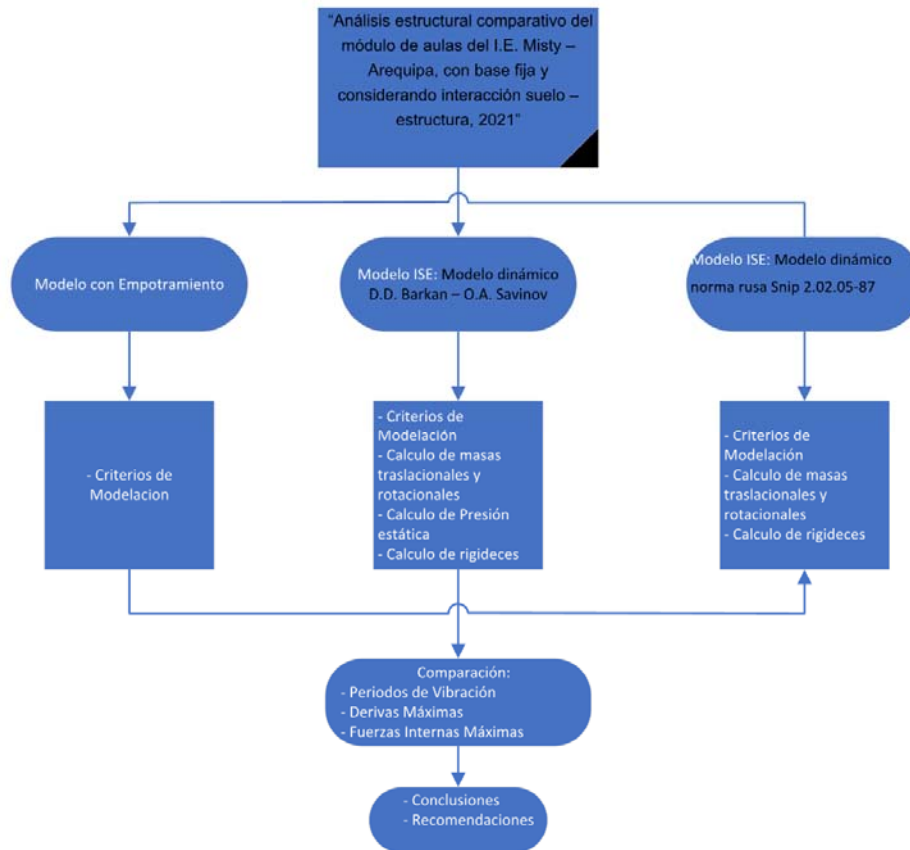 “Análisis estructural comparativo del
módulo de aulas del I.E. Misty –
Arequipa, con base fija y
considerando interacción suelo –
estructura, 2021”
Modelo con Empotramiento
Modelo ISE: Modelo dinámico
D.D. Barkan – O.A. Savinov
Modelo ISE: Modelo dinámico
norma rusa Snip 2.02.05-87
- Criterios de
Modelacion
- Criterios de
Modelación
- Calculo de masas
traslacionales y
rotacionales
- Calculo de Presión
estática
- Calculo de rigideces
- Criterios de
Modelación
- Calculo de masas
traslacionales y
rotacionales
- Calculo de rigideces
Comparación:
- Periodos de Vibración
- Derivas Máximas
- Fuerzas Internas Máximas
- Conclusiones
- Recomendaciones